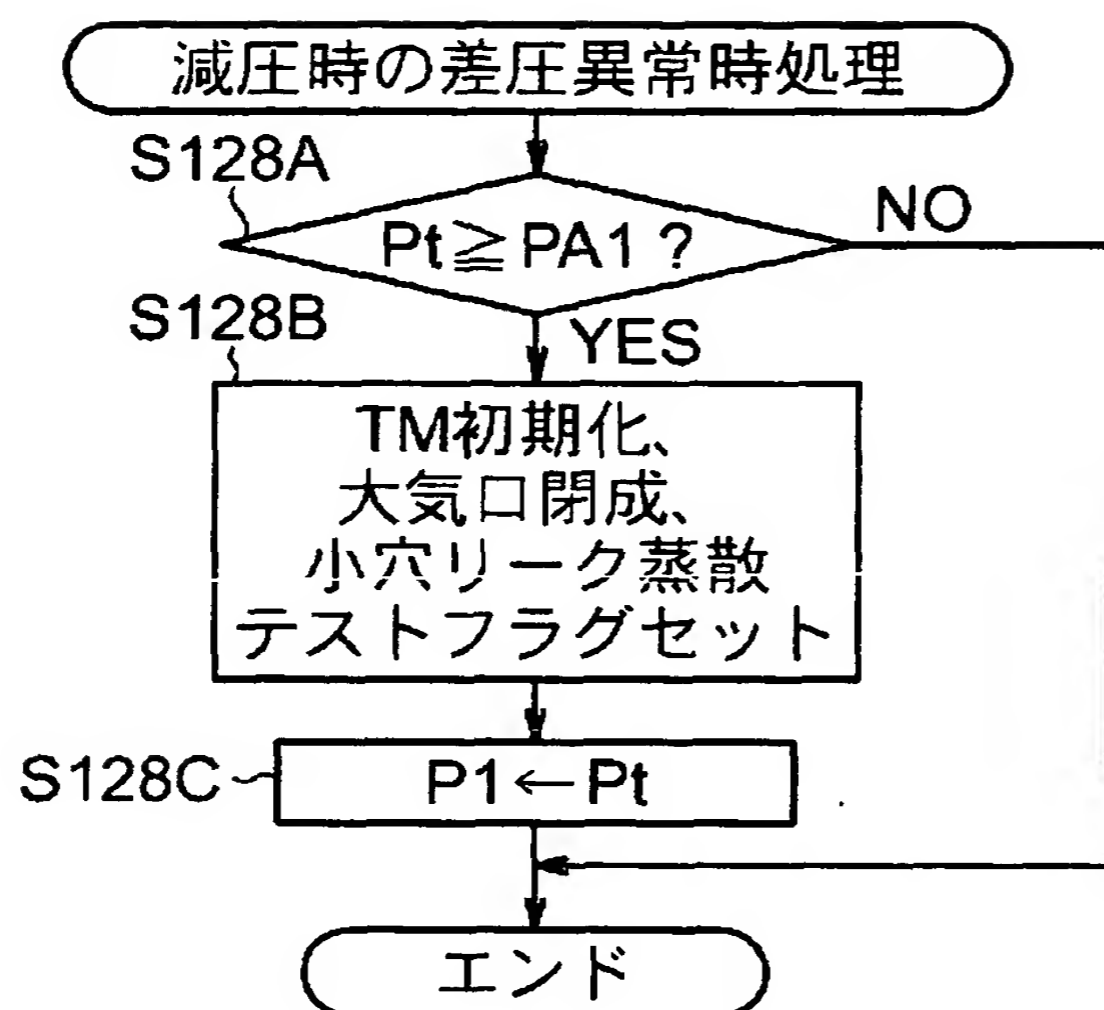 減圧時の差圧異常時処理
S128A
Pt≧PA1 ?
NO
S128B
YES
TM初期化、
大気口閉成、
小穴リーク蒸散
テストフラグセット
S128C
P1←Pt
エンド